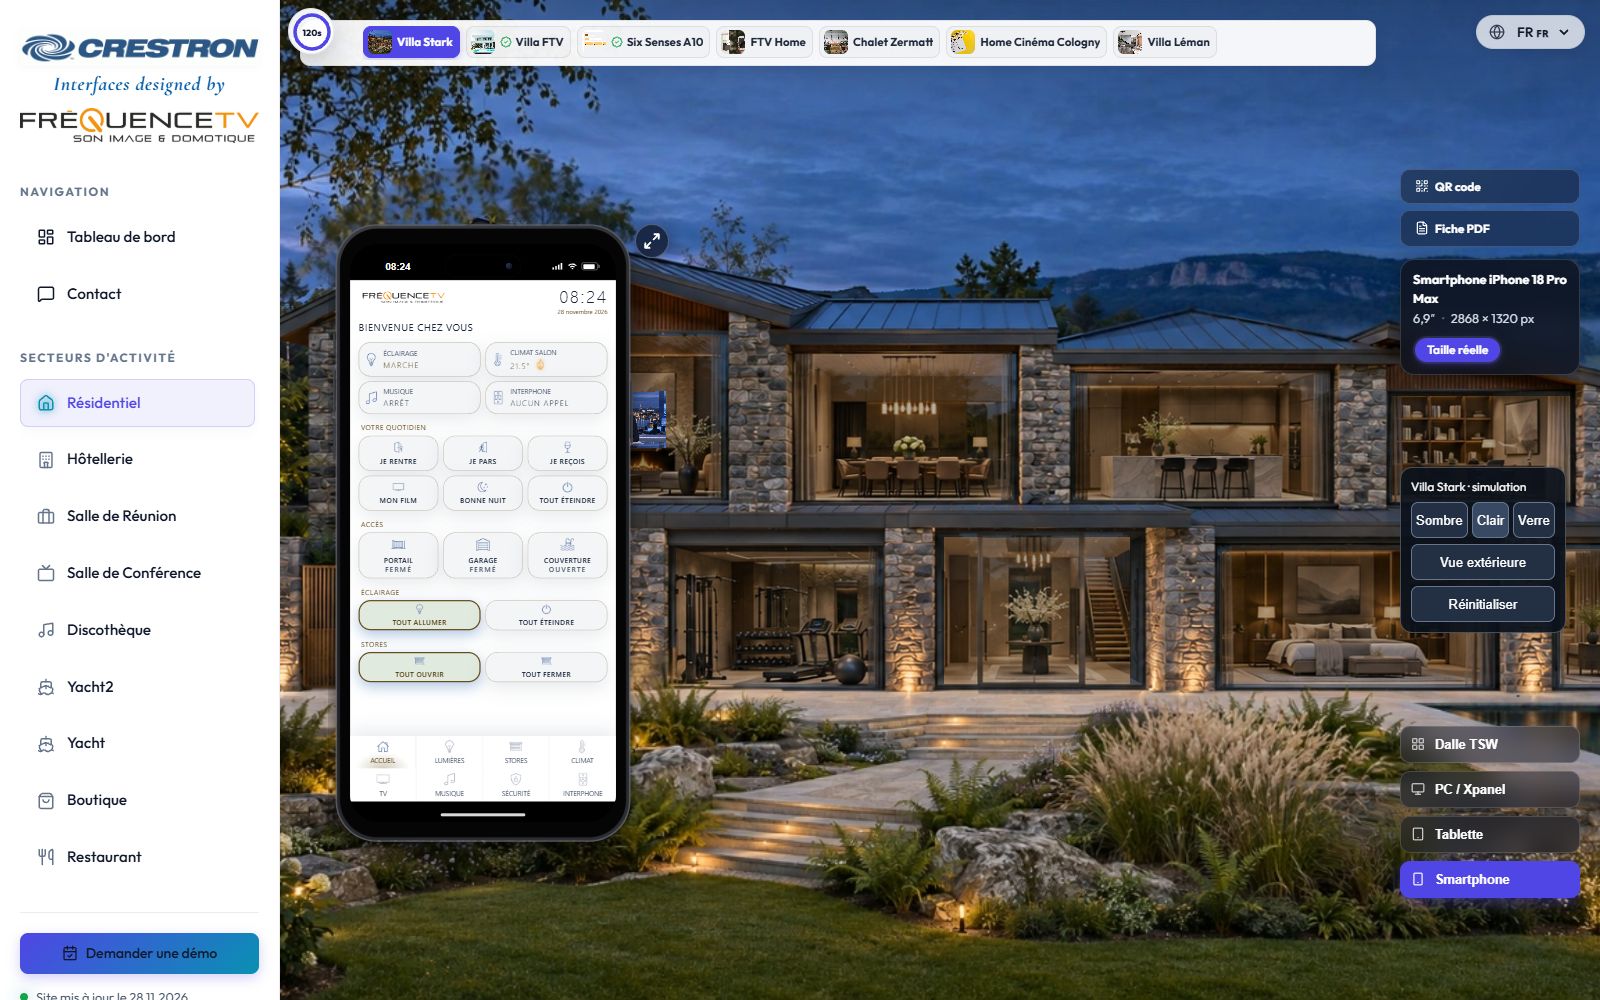 CRESTRON
Interfaces designed by
FRÉQUENCETV
SON IMAGE & DOMOTIQUE
NAVIGATION
Tableau de bord
Contact
SECTEURS D'ACTIVITÉ
Résidentiel
Hôtellerie
Salle de Réunion
Salle de Conférence
Discothèque
Yacht2
Yacht
Boutique
Restaurant
Demander une démo
Site mis à jour le 28.11.2026
120s
Villa Stark
Villa FTV
Six Senses A10
FTV Home
Chalet Zermatt
Home Cinéma Cologny
Villa Léman
FR FR
08:24
FRÉQUENCETV
SON IMAGE & DOMOTIQUE
08:24
28 novembre 2026
BIENVENUE CHEZ VOUS
ÉCLAIRAGE
MARCHE
CLIMAT SALON
21.5°
MUSIQUE
ARRÊT
INTERPHONE
AUCUN APPEL
VOTRE QUOTIDIEN
JE RENTRE
JE PARS
JE REÇOIS
MON FILM
BONNE NUIT
TOUT ÉTEINDRE
ACCÈS
PORTAIL
FERMÉ
GARAGE
FERMÉ
COUVERTURE
OUVERTE
ÉCLAIRAGE
TOUT ALLUMER
TOUT ÉTEINDRE
STORES
TOUT OUVRIR
TOUT FERMER
ACCUEIL
LUMIÈRES
STORES
CLIMAT
TV
MUSIQUE
SÉCURITÉ
INTERPHONE
QR code
Fiche PDF
Smartphone iPhone 18 Pro
Max
6,9" · 2868 × 1320 px
Taille réelle
Villa Stark · simulation
Sombre
Clair
Verre
Vue extérieure
Réinitialiser
Dalle TSW
PC / Xpanel
Tablette
Smartphone